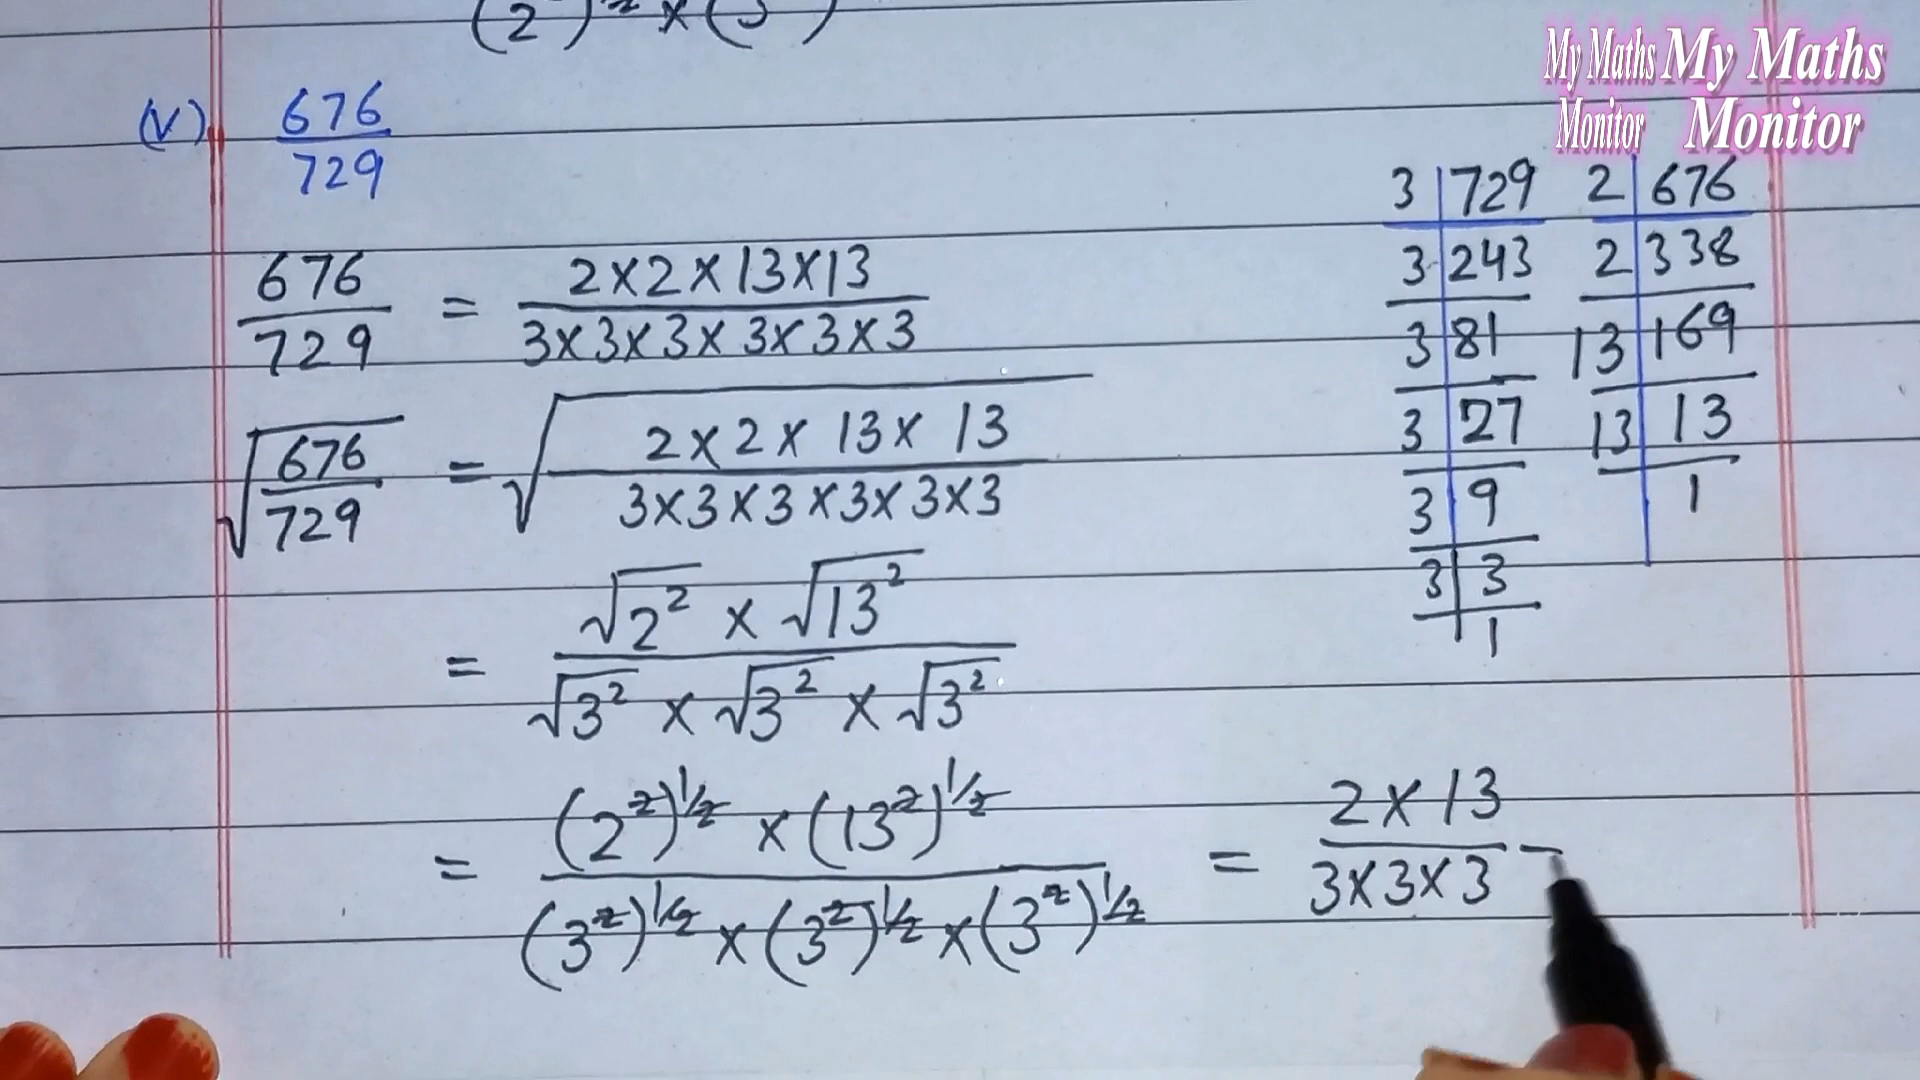 (2 )^½ × (3
(V) 676/729
676/729 = 2×2×13×13 / 3×3×3×3×3×3
√(676/729) = √(2×2×13×13 / 3×3×3×3×3×3)
= √2² × √13² / √3² × √3² × √3²
= (2²)^1/2 × (13²)^1/2 / (3²)^1/2 × (3²)^1/2 × (3²)^1/2 = 2×13 / 3×3×3 –
My Maths Monitor
My Maths Monitor
3 | 729
3 | 243
3 | 81
3 | 27
3 | 9
3 | 3
1
2 | 676
2 | 338
13 | 169
13 | 13
1